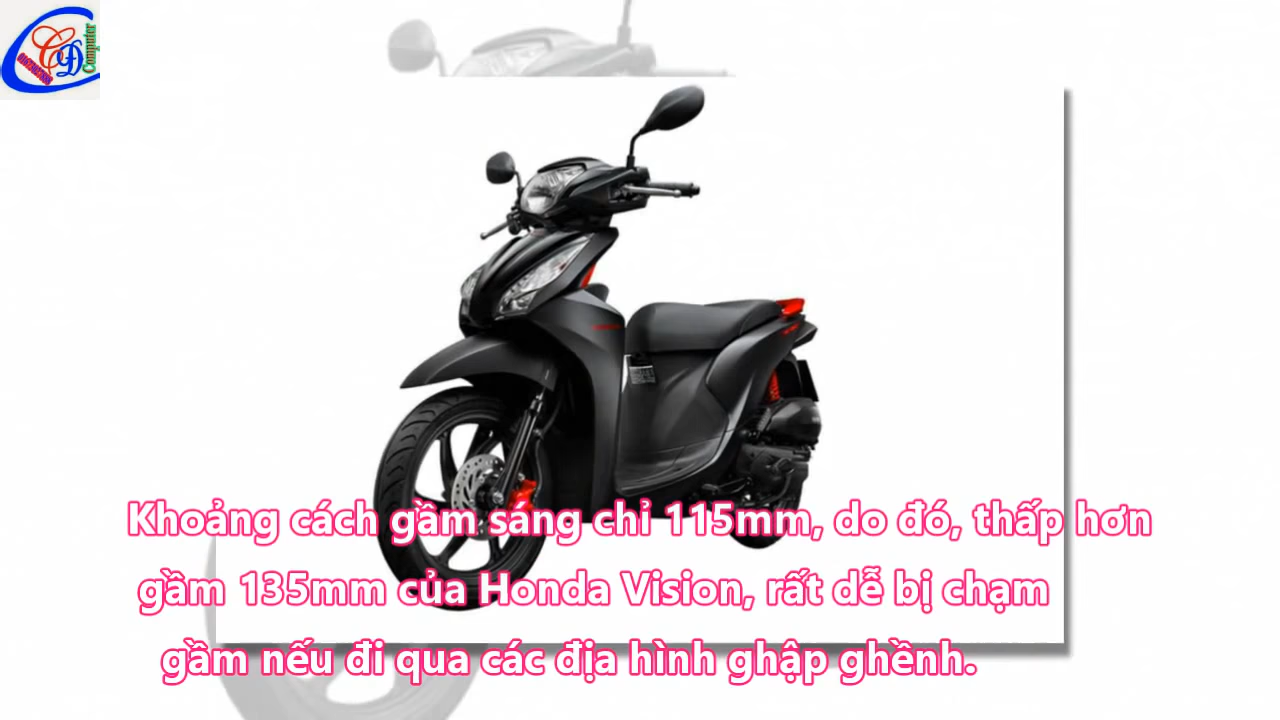 Computer
Khoảng cách gầm sáng chỉ 115mm, do đó, thấp hơn
gầm 135mm của Honda Vision, rất dễ bị chạm
gầm nếu đi qua các địa hình ghập ghềnh.